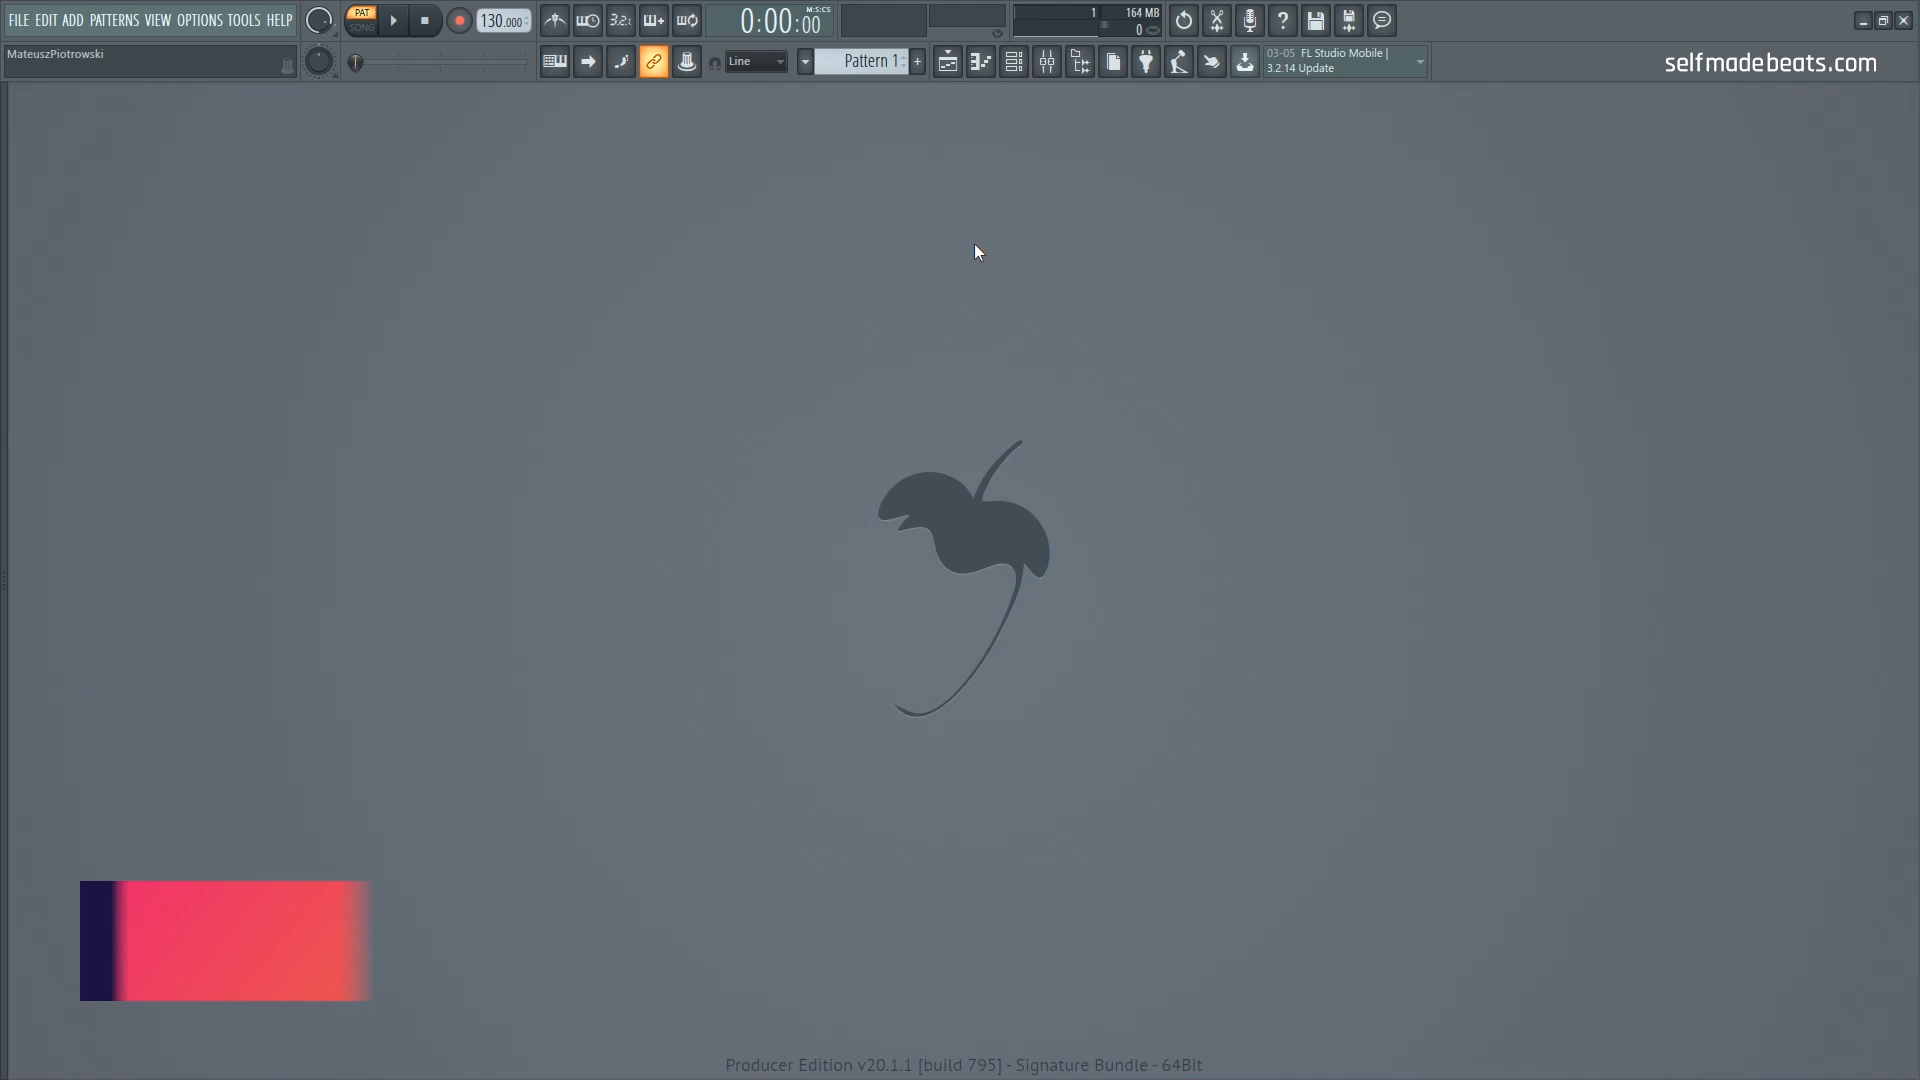 FILE EDIT ADD PATTERNS VIEW OPTIONS TOOLS HELP
PAT
SONG
130.000
3.2.
0:00:00
M:S:CS
1
164 MB
0
MateuszPiotrowski
Line
Pattern 1
+
03-05 FL Studio Mobile |
3.2.14 Update
selfmadebeats.com
Producer Edition v20.1.1 [build 795] - Signature Bundle - 64Bit